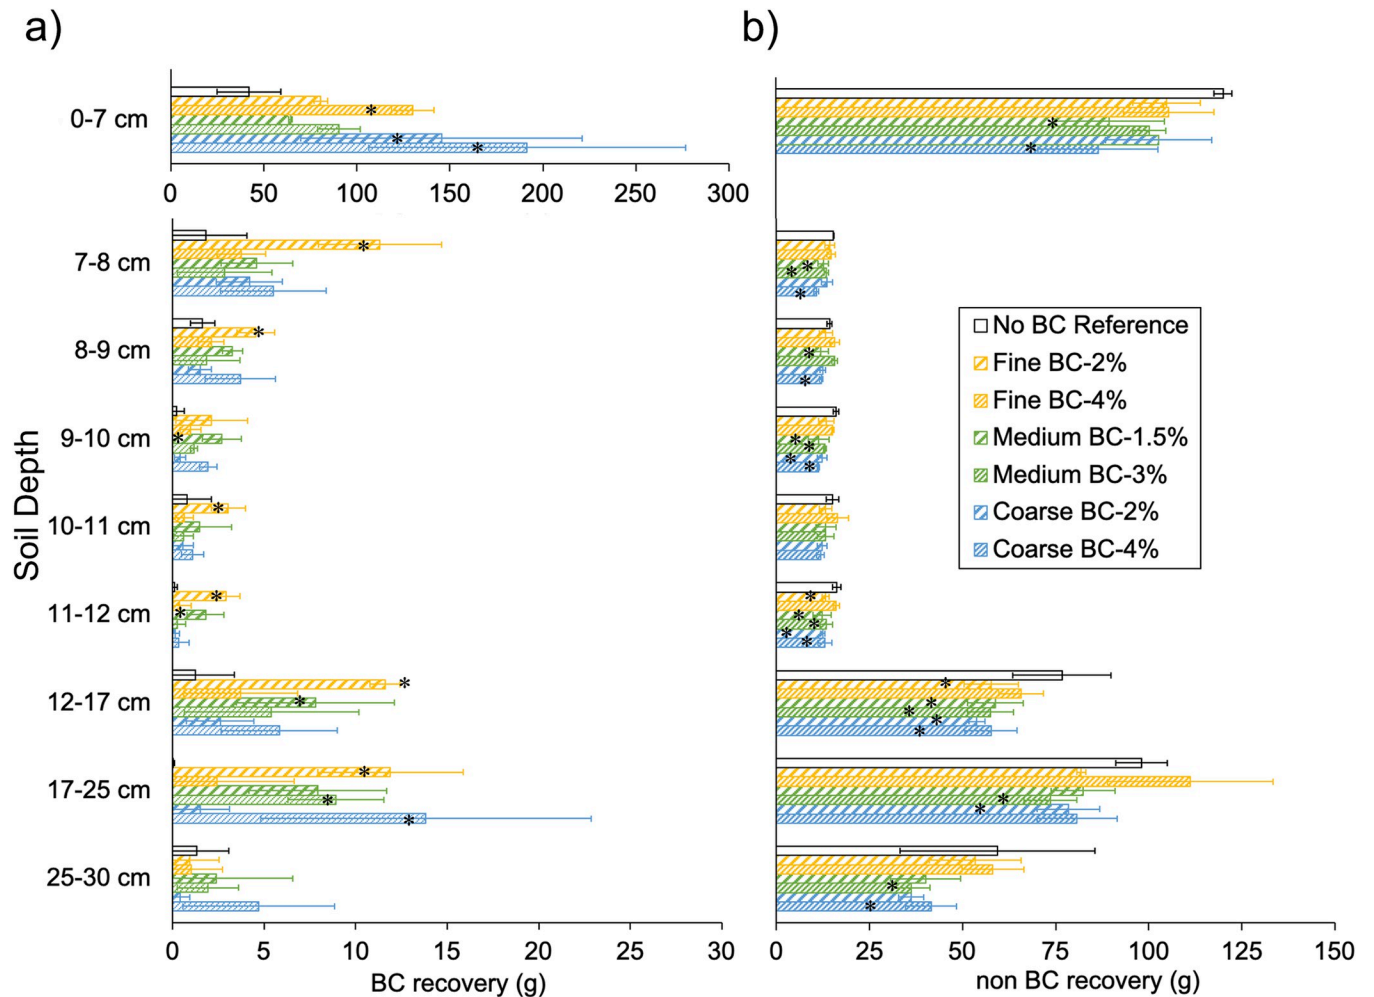 a)
b)
0-7 cm
0 50 100 150 200 250 300
7-8 cm
8-9 cm
9-10 cm
10-11 cm
11-12 cm
12-17 cm
17-25 cm
25-30 cm
Soil Depth
0 5 10 15 20 25 30
BC recovery (g)
No BC Reference
Fine BC-2%
Fine BC-4%
Medium BC-1.5%
Medium BC-3%
Coarse BC-2%
Coarse BC-4%
0 25 50 75 100 125 150
non BC recovery (g)